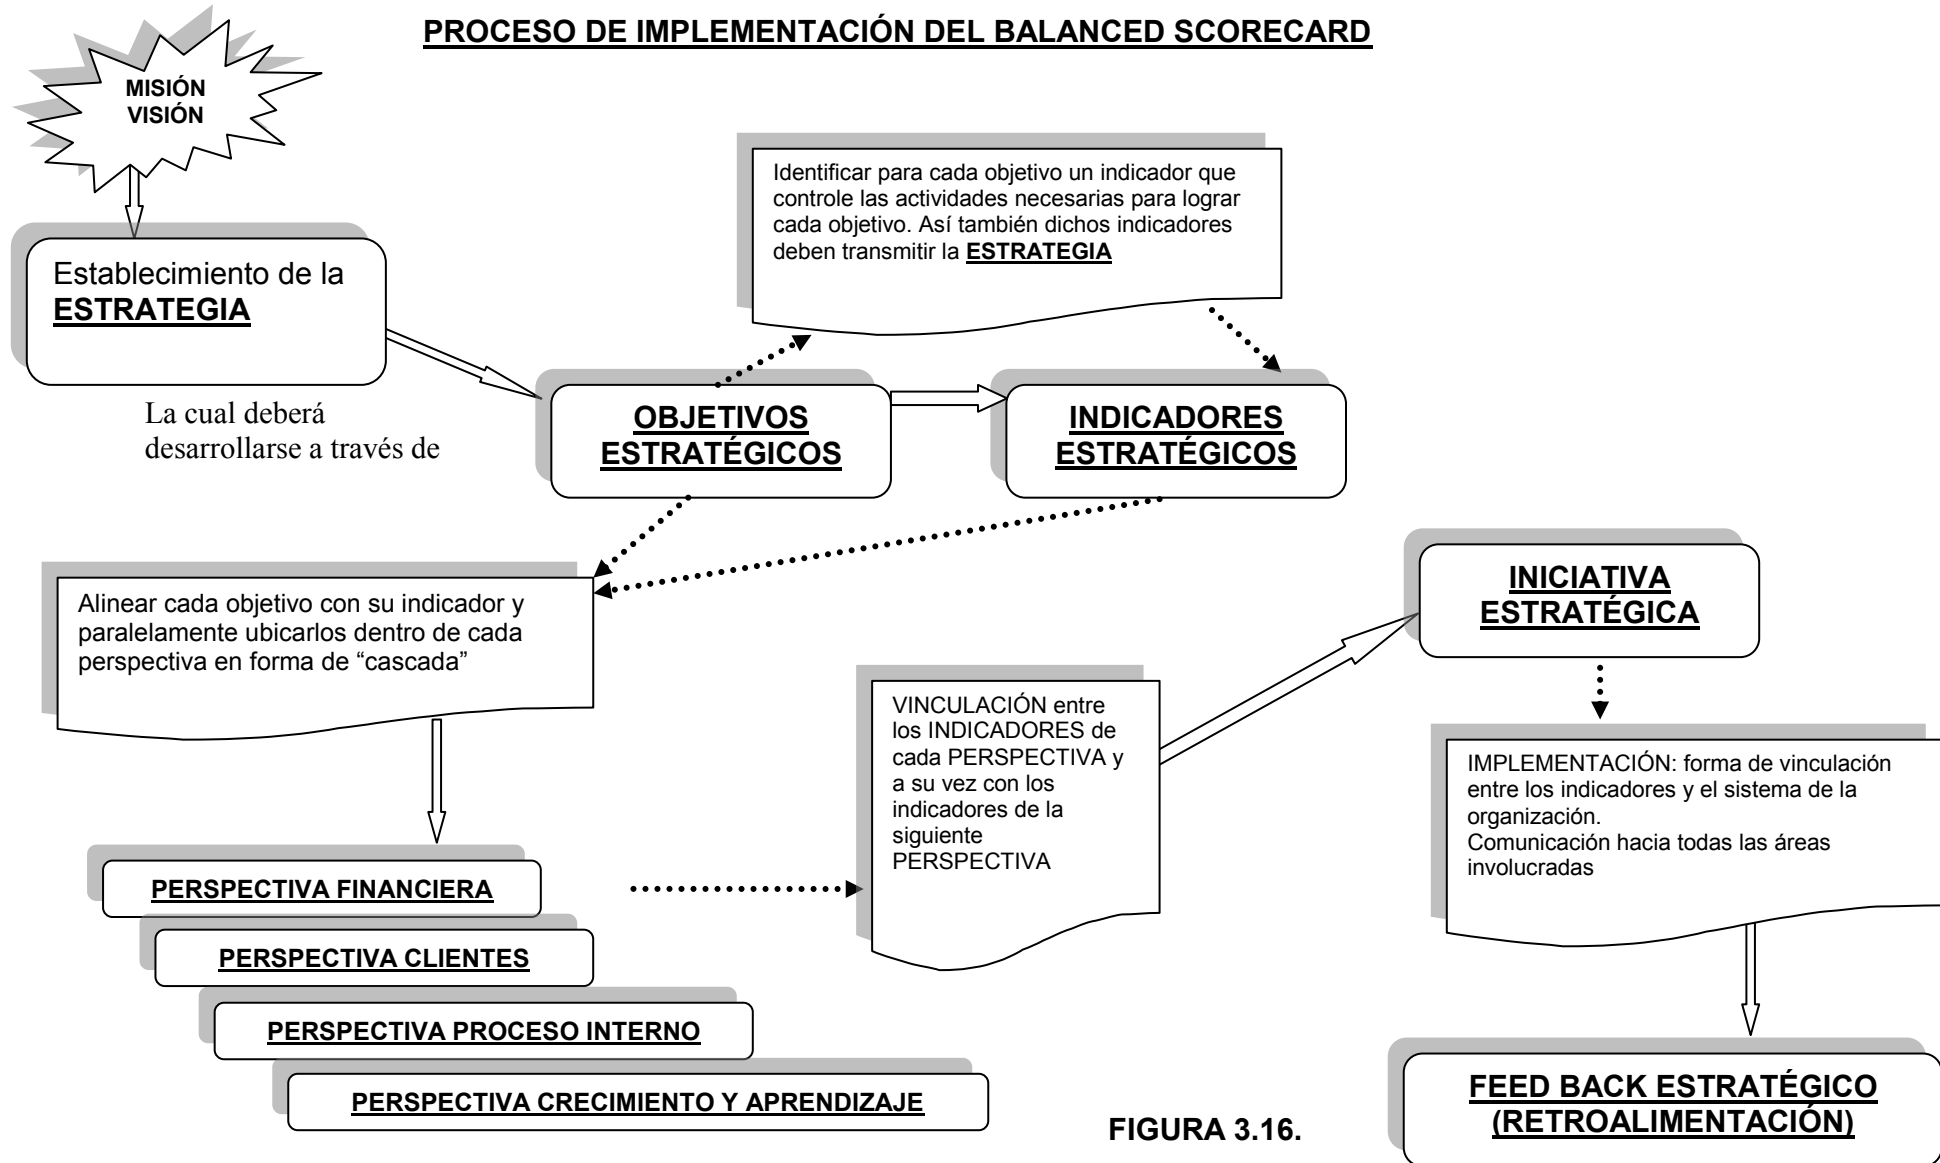 PROCESO DE IMPLEMENTACIÓN DEL BALANCED SCORECARD
MISIÓN
VISIÓN
Identificar para cada objetivo un indicador que
controle las actividades necesarias para lograr
cada objetivo. Así también dichos indicadores
deben transmitir la ESTRATEGIA
Establecimiento de la
ESTRATEGIA
La cual deberá
desarrollarse a través de
OBJETIVOS
ESTRATÉGICOS
INDICADORES
ESTRATÉGICOS
Alinear cada objetivo con su indicador y
paralelamente ubicarlos dentro de cada
perspectiva en forma de “cascada”
INICIATIVA
ESTRATÉGICA
VINCULACIÓN entre
los INDICADORES de
cada PERSPECTIVA y
a su vez con los
indicadores de la
siguiente
PERSPECTIVA
IMPLEMENTACIÓN: forma de vinculación
entre los indicadores y el sistema de la
organización.
Comunicación hacia todas las áreas
involucradas
PERSPECTIVA FINANCIERA
PERSPECTIVA CLIENTES
PERSPECTIVA PROCESO INTERNO
PERSPECTIVA CRECIMIENTO Y APRENDIZAJE
FEED BACK ESTRATÉGICO
(RETROALIMENTACIÓN)
FIGURA 3.16.